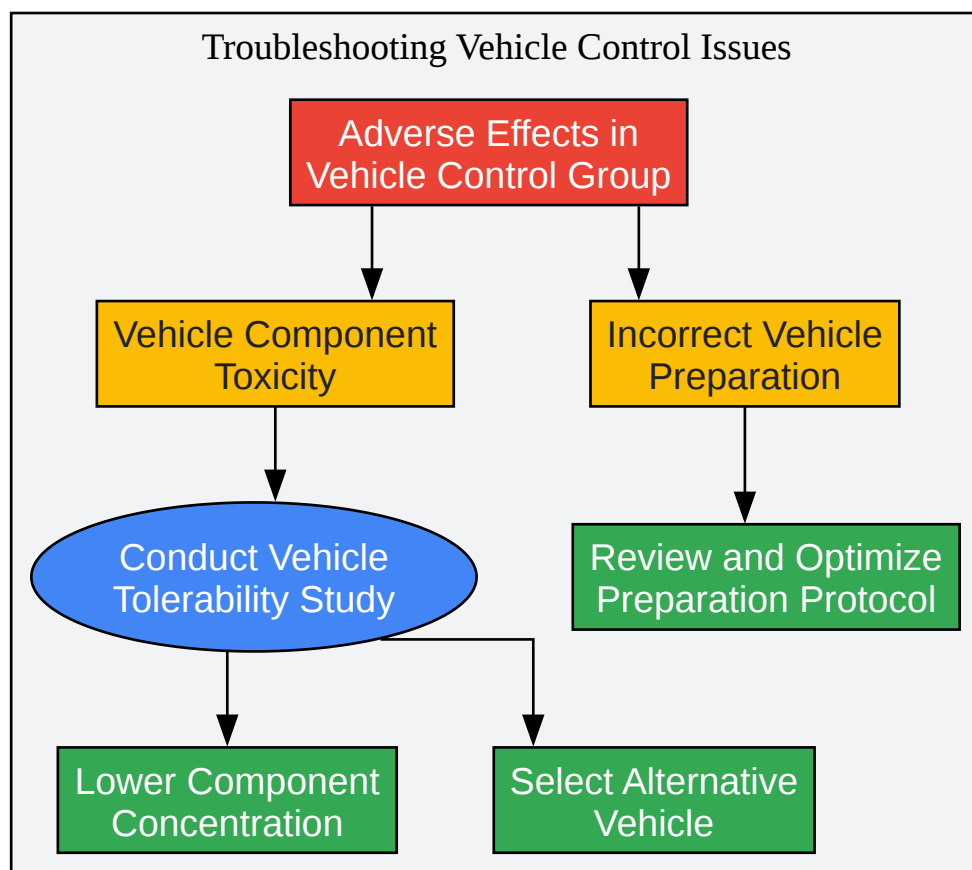 Troubleshooting Vehicle Control Issues
Adverse Effects in
Vehicle Control Group
Vehicle Component
Toxicity
Incorrect Vehicle
Preparation
Conduct Vehicle
Tolerability Study
Review and Optimize
Preparation Protocol
Lower Component
Concentration
Select Alternative
Vehicle